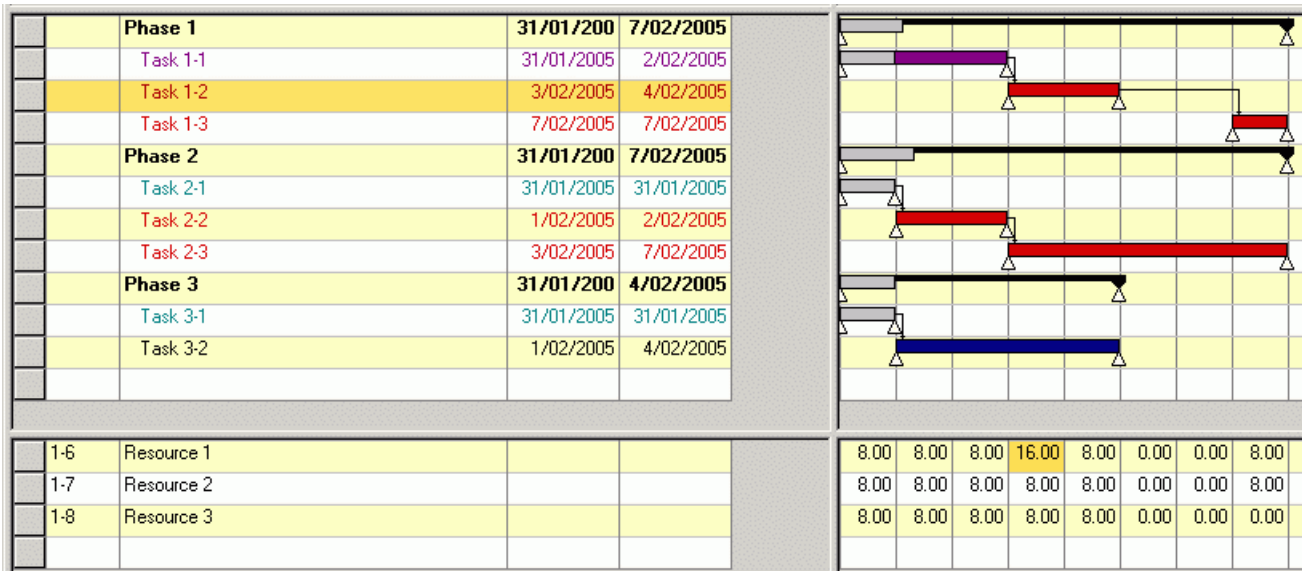 Phase 1 31/01/200 7/02/2005
Task 1-1 31/01/2005 2/02/2005
Task 1-2 3/02/2005 4/02/2005
Task 1-3 7/02/2005 7/02/2005
Phase 2 31/01/200 7/02/2005
Task 2-1 31/01/2005 31/01/2005
Task 2-2 1/02/2005 2/02/2005
Task 2-3 3/02/2005 7/02/2005
Phase 3 31/01/200 4/02/2005
Task 3-1 31/01/2005 31/01/2005
Task 3-2 1/02/2005 4/02/2005
1-6 Resource 1 8.00 8.00 8.00 16.00 8.00 0.00 0.00 8.00
1-7 Resource 2 8.00 8.00 8.00 8.00 8.00 0.00 0.00 8.00
1-8 Resource 3 8.00 8.00 8.00 8.00 8.00 0.00 0.00 0.00